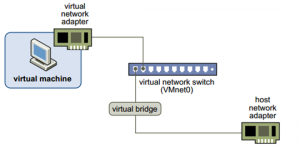 virtual
network
adapter
virtual machine
virtual network switch
(VMnet0)
virtual bridge
host
network
adapter